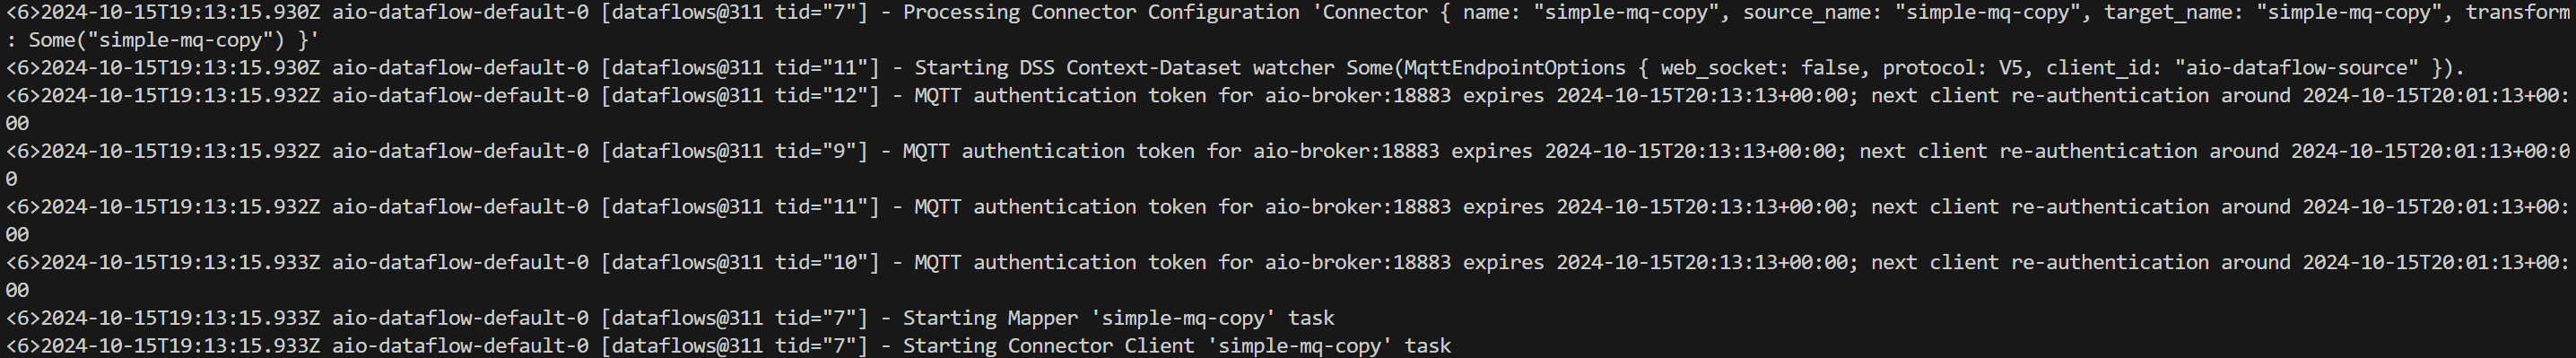 <6>2024-10-15T19:13:15.930Z aio-dataflow-default-0 [dataflows@311 tid="7"] - Processing Connector Configuration 'Connector { name: "simple-mq-copy", source_name: "simple-mq-copy", target_name: "simple-mq-copy", transform
: Some("simple-mq-copy") }'
<6>2024-10-15T19:13:15.930Z aio-dataflow-default-0 [dataflows@311 tid="11"] - Starting DSS Context-Dataset watcher Some(MqttEndpointOptions { web_socket: false, protocol: V5, client_id: "aio-dataflow-source" }).
<6>2024-10-15T19:13:15.932Z aio-dataflow-default-0 [dataflows@311 tid="12"] - MQTT authentication token for aio-broker:18883 expires 2024-10-15T20:13:13+00:00; next client re-authentication around 2024-10-15T20:01:13+00:
00
<6>2024-10-15T19:13:15.932Z aio-dataflow-default-0 [dataflows@311 tid="9"] - MQTT authentication token for aio-broker:18883 expires 2024-10-15T20:13:13+00:00; next client re-authentication around 2024-10-15T20:01:13+00:0
0
<6>2024-10-15T19:13:15.932Z aio-dataflow-default-0 [dataflows@311 tid="11"] - MQTT authentication token for aio-broker:18883 expires 2024-10-15T20:13:13+00:00; next client re-authentication around 2024-10-15T20:01:13+00:
00
<6>2024-10-15T19:13:15.933Z aio-dataflow-default-0 [dataflows@311 tid="10"] - MQTT authentication token for aio-broker:18883 expires 2024-10-15T20:13:13+00:00; next client re-authentication around 2024-10-15T20:01:13+00:
00
<6>2024-10-15T19:13:15.933Z aio-dataflow-default-0 [dataflows@311 tid="7"] - Starting Mapper 'simple-mq-copy' task
<6>2024-10-15T19:13:15.933Z aio-dataflow-default-0 [dataflows@311 tid="7"] - Starting Connector Client 'simple-mq-copy' task